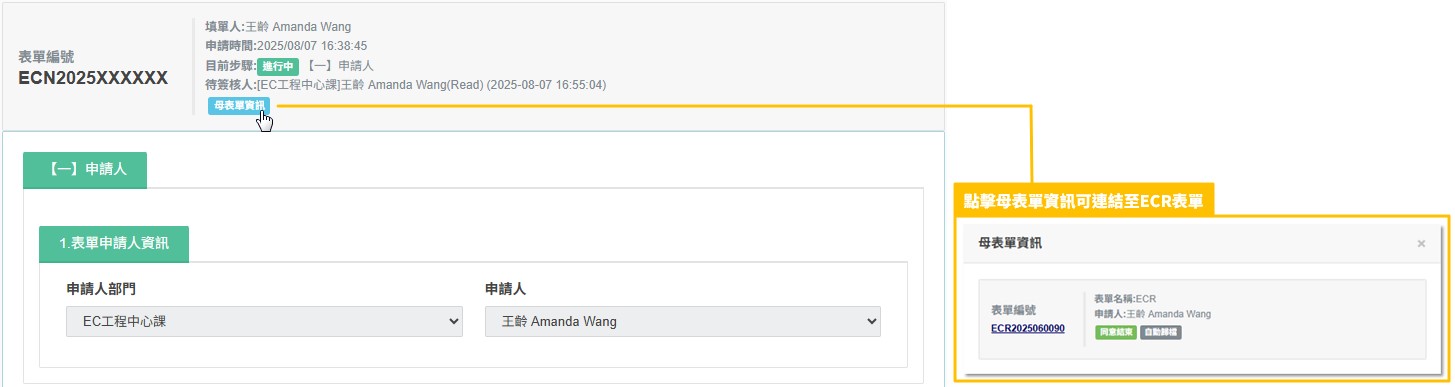 表單編號
ECN2025XXXXXX
填單人:王齡 Amanda Wang
申請時間:2025/08/07 16:38:45
目前步驟:進行中 【一】申請人
待簽核人:[EC工程中心課]王齡 Amanda Wang(Read) (2025-08-07 16:55:04)
母表單資訊
【一】申請人
1.表單申請人資訊
申請人部門
EC工程中心課
申請人
王齡 Amanda Wang
點擊母表單資訊可連結至ECR表單
母表單資訊
×
表單編號
ECR2025060090
表單名稱:ECR
申請人:王齡 Amanda Wang
同意結束 自動歸檔